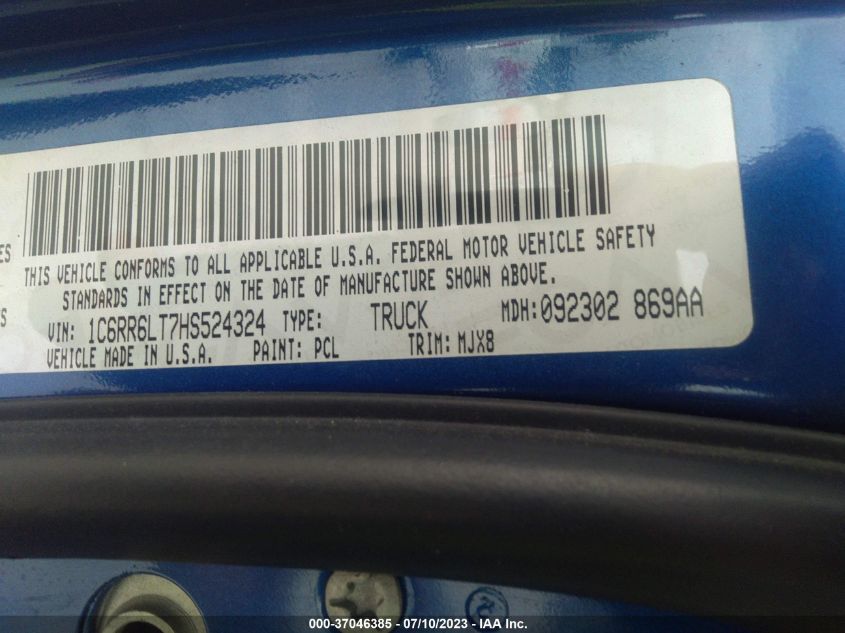 ES
THIS VEHICLE CONFORMS TO ALL APPLICABLE U.S.A. FEDERAL MOTOR VEHICLE SAFETY
STANDARDS IN EFFECT ON THE DATE OF MANUFACTURE SHOWN ABOVE.
S
VIN: 1C6RR6LT7HS524324 TYPE: TRUCK MDH:092302 869AA
VEHICLE MADE IN U.S.A. PAINT: PCL TRIM: MJX8
000-37046385 - 07/10/2023 - IAA Inc.